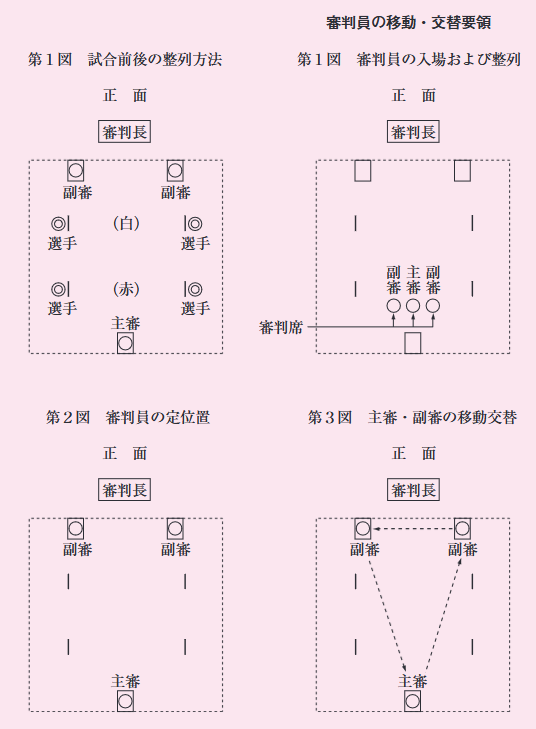 審判員の移動・交替要領
第1図 試合前後の整列方法
正 面
審判長
副審 副審
(白)
選手 選手
(赤)
選手 選手
主審
第1図 審判員の入場および整列
正 面
審判長
副審 主審 副審
審判席
第2図 審判員の定位置
正 面
審判長
副審 副審
主審
第3図 主審・副審の移動交替
正 面
審判長
副審 副審
主審